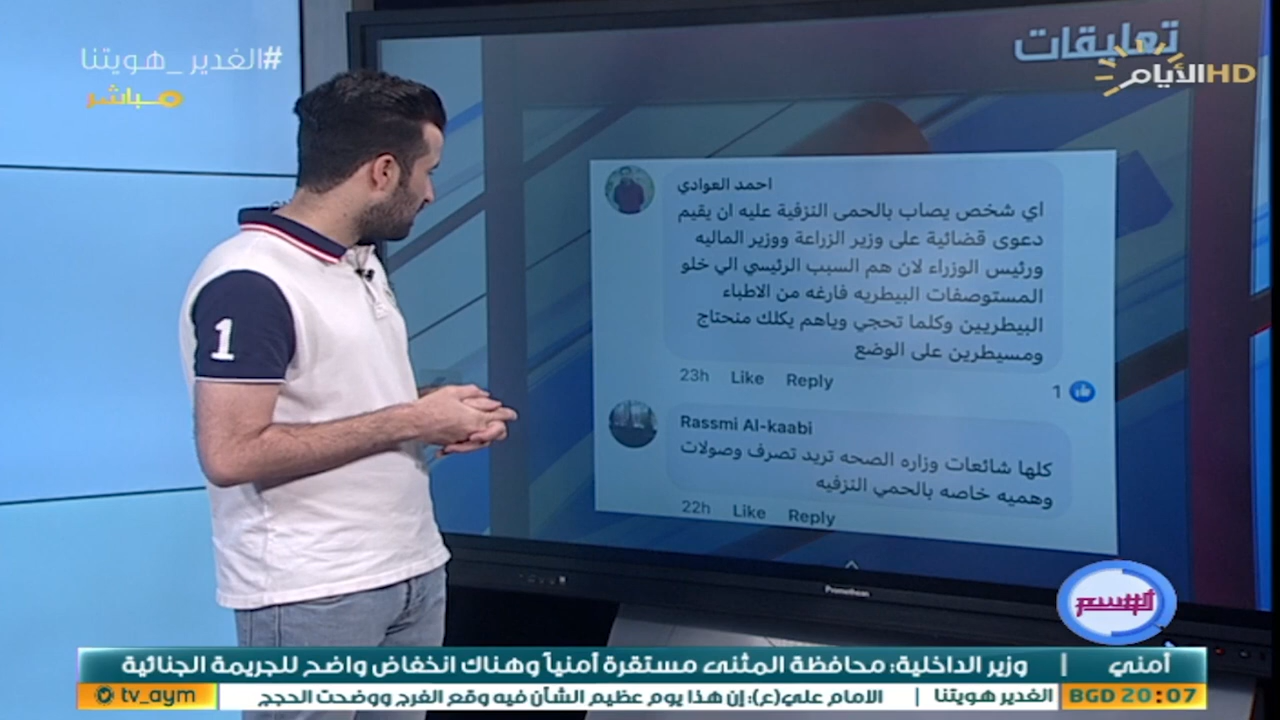 #الغدير_هويتنا
مباشر
تعليقات
الأيام HD
احمد العوادي
اي شخص يصاب بالحمى النزفية عليه ان يقيم
دعوى قضائية على وزير الزراعة ووزير الماليه
ورئيس الوزراء لان هم السبب الرئيسي الي خلو
المستوصفات البيطريه فارغه من الاطباء
البيطريين وكلما تحجي وياهم يكلك منحتاج
ومسيطرين على الوضع
23h Like Reply
1
Rassmi Al-kaabi
كلها شائعات وزاره الصحه تريد تصرف وصولات
وهميه خاصه بالحمي النزفيه
22h Like Reply
1
Promethean
الوسم
أمني | وزير الداخلية: محافظة المثنى مستقرة أمنياً وهناك انخفاض واضح للجريمة الجنائية
BGD 20:07 الغدير هويتنا | الامام علي(ع): إن هذا يوم عظيم الشأن فيه وقع الفرج ووضحت الحجج tv_aym